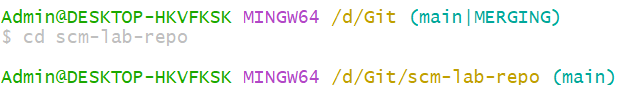 Admin@DESKTOP-HKVFKSK MINGW64 /d/Git (main|MERGING)
$ cd scm-lab-repo
Admin@DESKTOP-HKVFKSK MINGW64 /d/Git/scm-lab-repo (main)